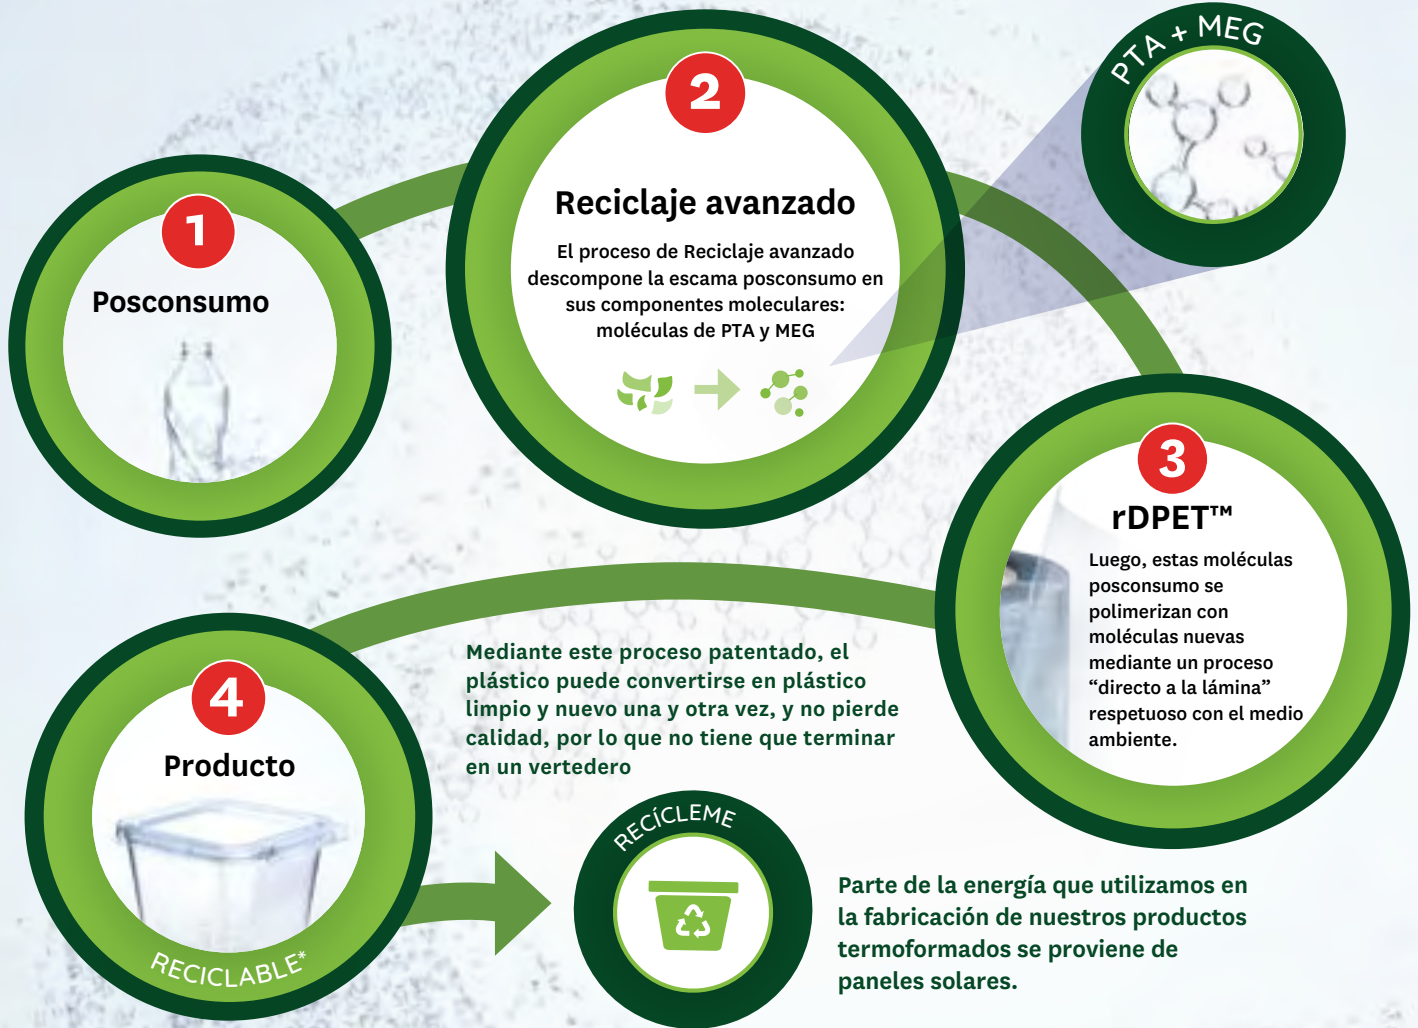 1
Posconsumo
2
Reciclaje avanzado
El proceso de Reciclaje avanzado
descompone la escama posconsumo en
sus componentes moleculares:
moléculas de PTA y MEG
PTA + MEG
3
rDPET™
Luego, estas moléculas
posconsumo se
polimerizan con
moléculas nuevas
mediante un proceso
“directo a la lámina”
respetuoso con el medio
ambiente.
Mediante este proceso patentado, el
plástico puede convertirse en plástico
limpio y nuevo una y otra vez, y no pierde
calidad, por lo que no tiene que terminar
en un vertedero
4
Producto
RECICLABLE*
RECÍCLEME
Parte de la energía que utilizamos en
la fabricación de nuestros productos
termoformados se proviene de
paneles solares.